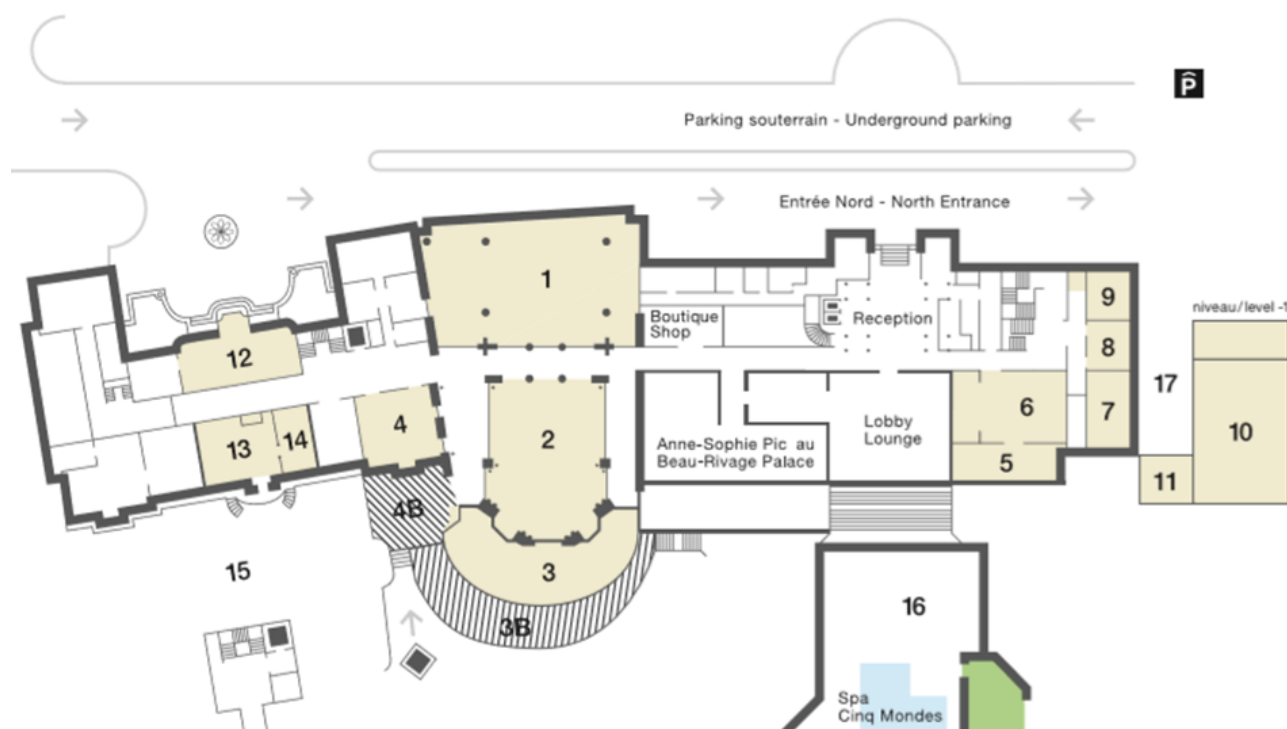 P
Parking souterrain - Underground parking
Entrée Nord - North Entrance
1
9
niveau/level -1
Boutique
Shop
Reception
12
8
17
6
7
4
Lobby
Lounge
10
13
14
2
Anne-Sophie Pic au
Beau-Rivage Palace
5
11
4B
15
3
16
3B
Spa
Cinq Mondes